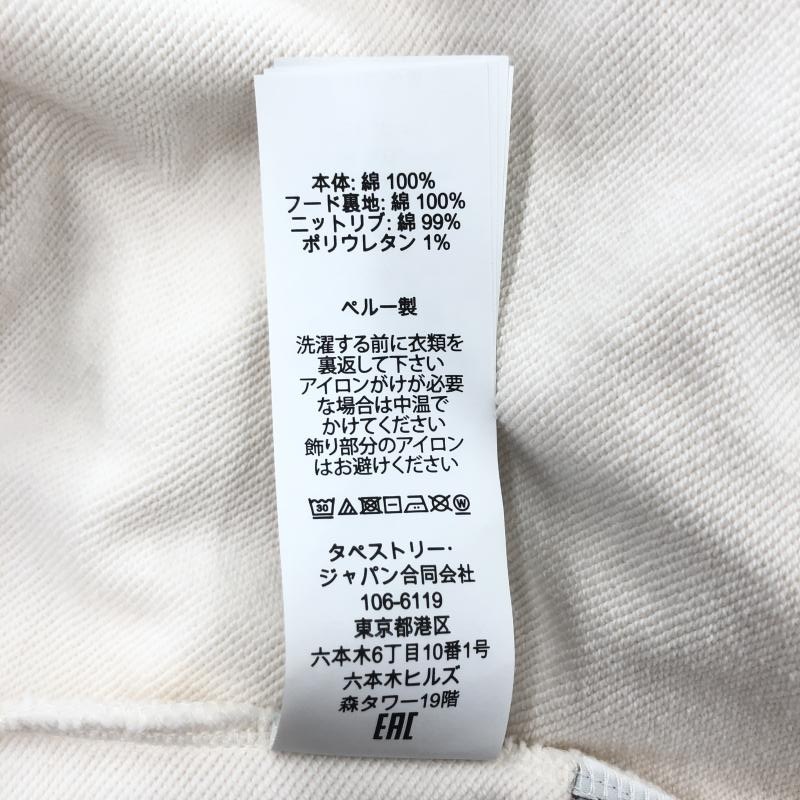 本体: 綿 100%
フード裏地: 綿 100%
ニットリブ: 綿 99%
ポリウレタン 1%
ペルー製
洗濯する前に衣類を
裏返して下さい
アイロンがけが必要
な場合は中温で
かけてください
飾り部分のアイロン
はお避けください
30 W
タペストリー・
ジャパン合同会社
106-6119
東京都港区
六本木6丁目10番1号
六本木ヒルズ
森タワー19階
EAC